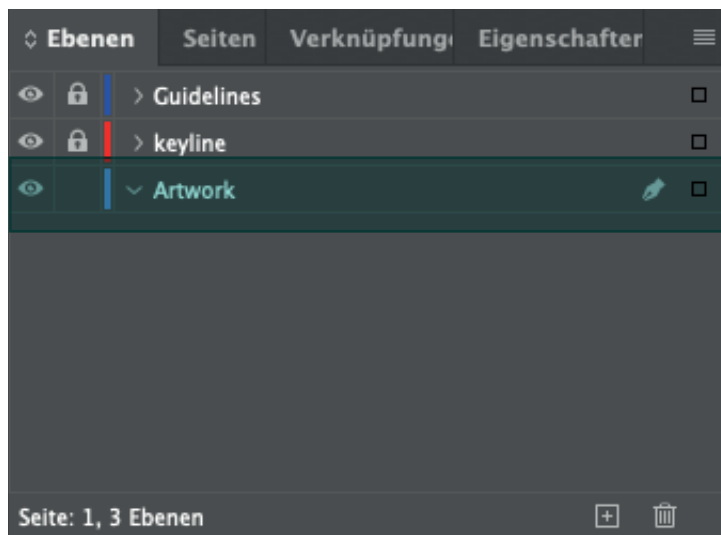 Ebenen Seiten Verknüpfung Eigenschafter
Guidelines
keyline
Artwork
Seite: 1, 3 Ebenen